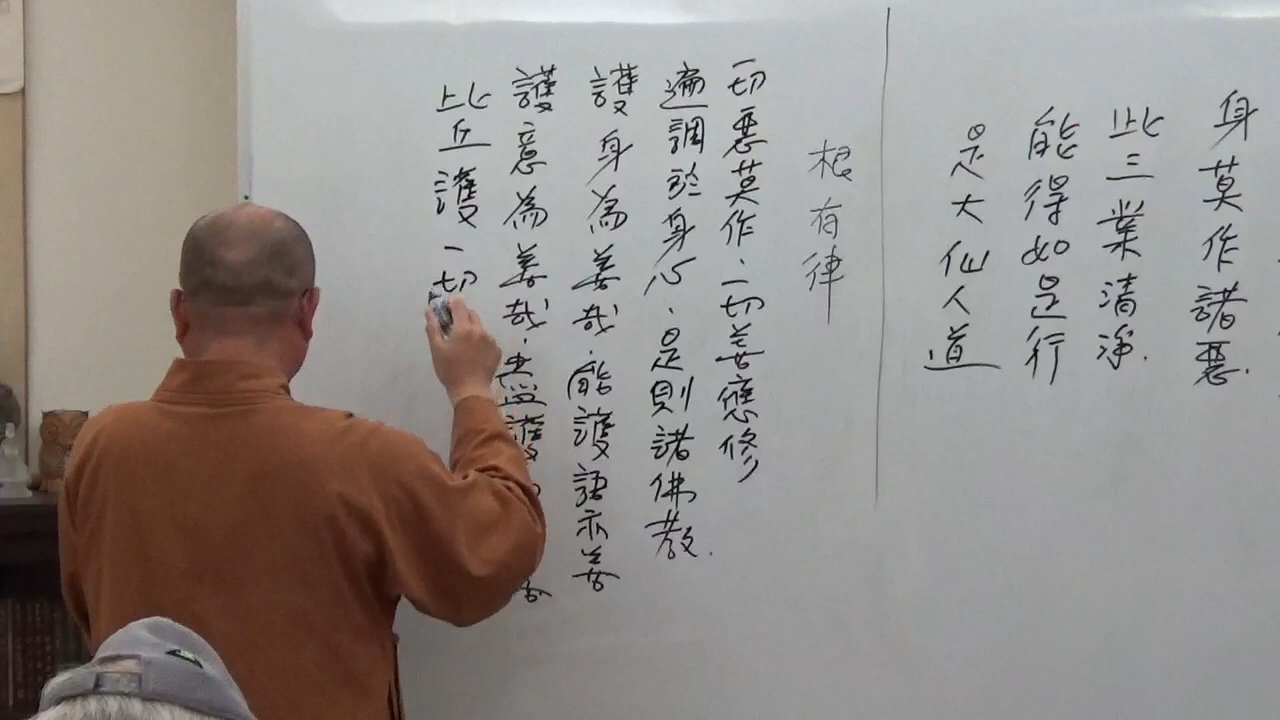 身莫作諸惡.
此三業清淨.
能得如是行
是大仙人道
根有律
一切惡莫作、一切善應修
遍調於身心、是則諸佛教.
護身為善哉、能護語亦善
護意為善哉、盡護
比丘護一切